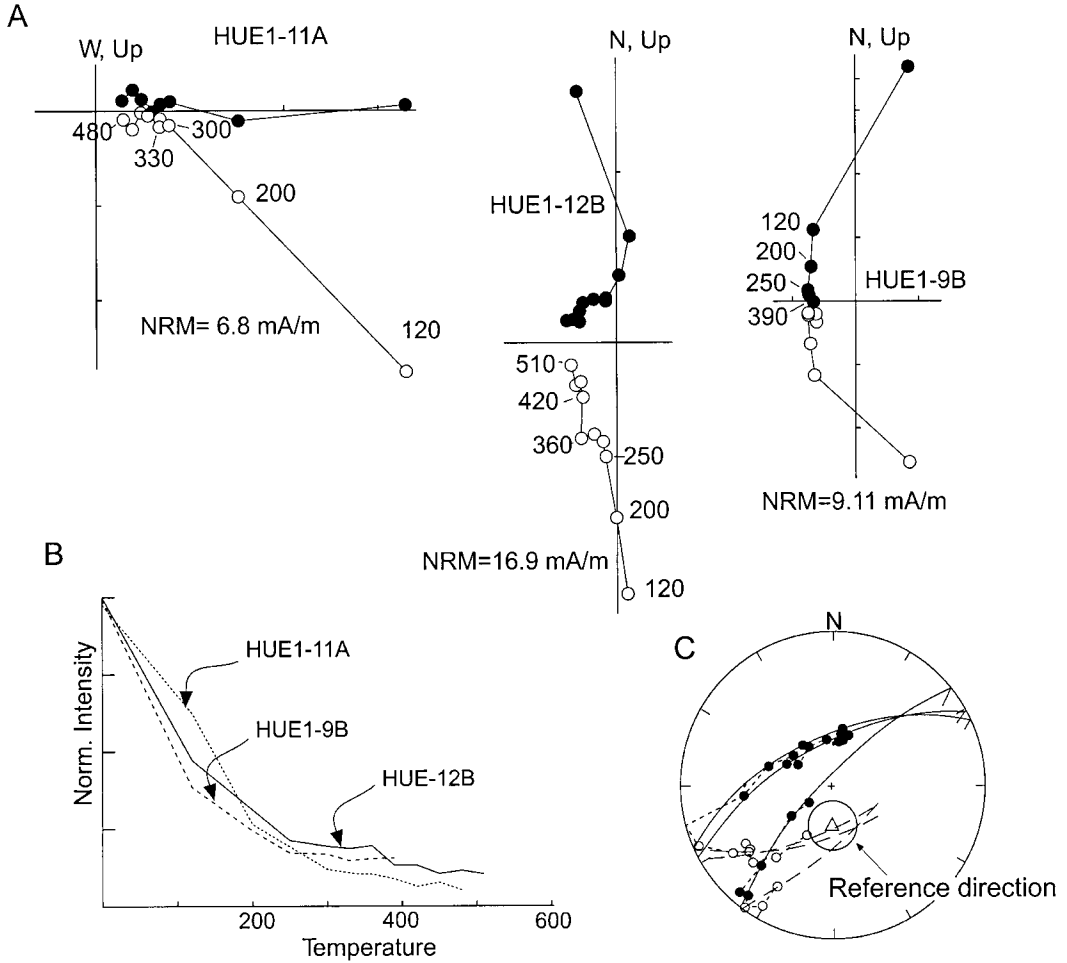 A
W, Up
HUE1-11A
480
300
330
200
120
NRM= 6.8 mA/m
N, Up
HUE1-12B
510
420
360
250
200
120
NRM=16.9 mA/m
N, Up
120
200
250
390
HUE1-9B
NRM=9.11 mA/m
B
Norm. Intensity
HUE1-11A
HUE1-9B
HUE-12B
200
400
600
Temperature
C
N
Reference direction